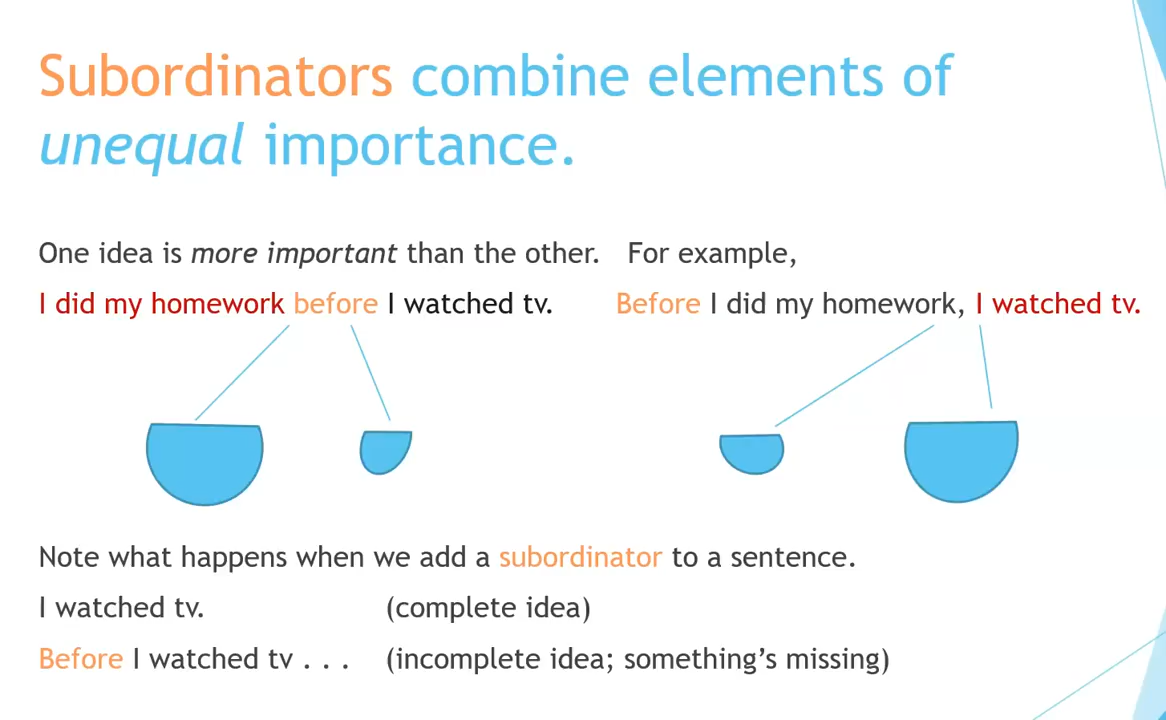 Subordinators combine elements of
unequal importance.
One idea is more important than the other. For example,
I did my homework before I watched tv. Before I did my homework, I watched tv.
Note what happens when we add a subordinator to a sentence.
I watched tv. (complete idea)
Before I watched tv . . . (incomplete idea; something’s missing)